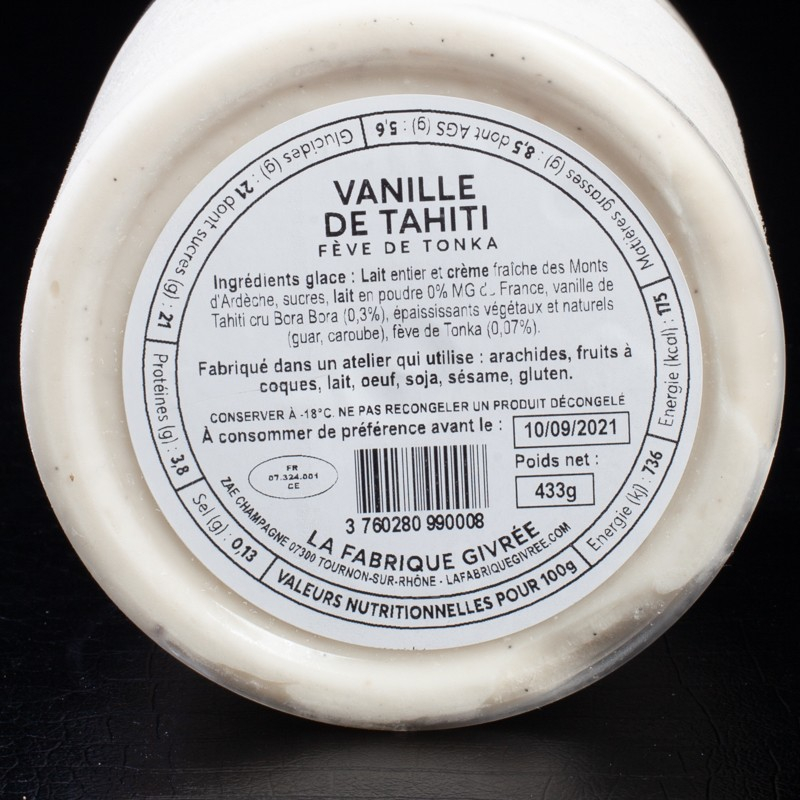 VANILLE
DE TAHITI
FÈVE DE TONKA
Ingrédients glace : Lait entier et crème fraîche des Monts
d'Ardèche, sucres, lait en poudre 0% MG de France, vanille de
Tahiti cru Bora Bora (0,3%), épaississants végétaux et naturels
(guar, caroube), fève de Tonka (0,07%).
Fabriqué dans un atelier qui utilise : arachides, fruits à
coques, lait, oeuf, soja, sésame, gluten.
CONSERVER À -18°C. NE PAS RECONGELER UN PRODUIT DÉCONGELÉ
À consommer de préférence avant le : 10/09/2021
Poids net :
433g
FR
07.324.001
CE
3 760280 990008
LA FABRIQUE GIVRÉE
ZAE CHAMPAGNE 07300 TOURNON-SUR-RHÔNE - LAFABRIQUEGIVREE.COM
VALEURS NUTRITIONNELLES POUR 100g
Energie (kj) : 736
Energie (kcal) : 175
Matières grasses (g) : 8,5 dont AGS (g) : 5,6
Glucides (g) : 21 dont sucres (g) : 21
Protéines (g) : 3,8
Sel (g) : 0,13